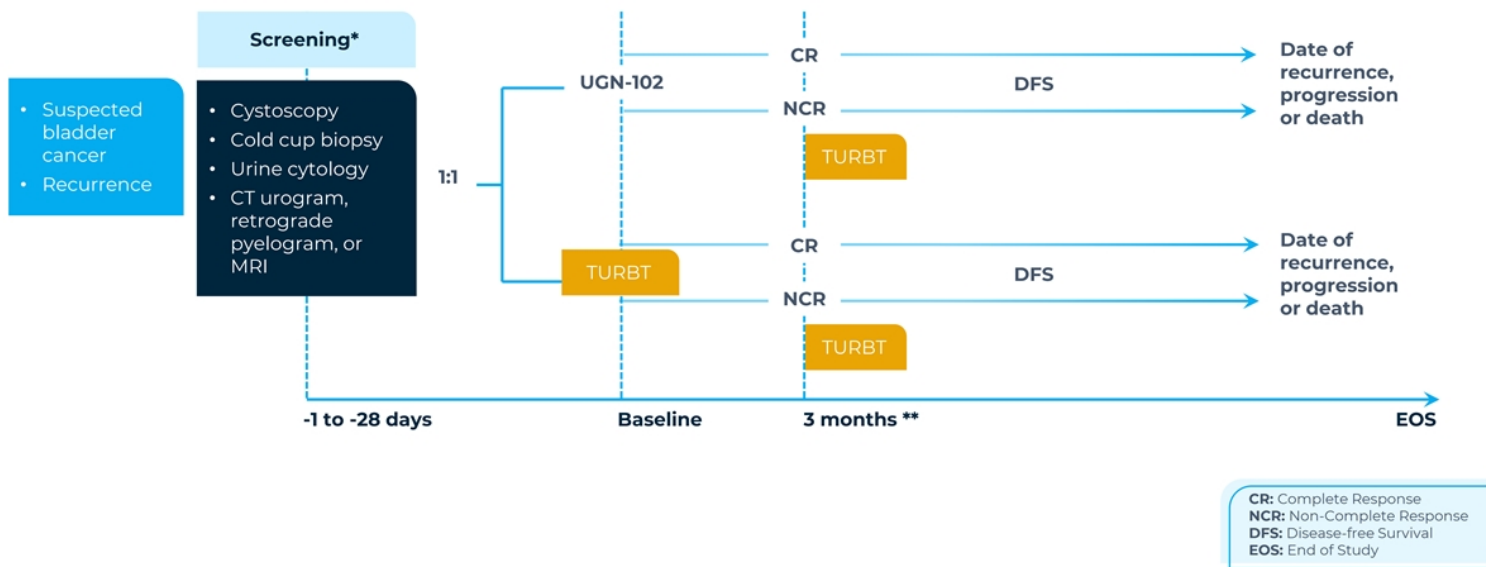 Screening*
• Suspected
bladder
cancer
• Recurrence
• Cystoscopy
• Cold cup biopsy
• Urine cytology
• CT urogram,
retrograde
pyelogram, or
MRI
1:1
UGN-102
CR
NCR
DFS
TURBT
Date of
recurrence,
progression
or death
TURBT
CR
NCR
DFS
TURBT
Date of
recurrence,
progression
or death
-1 to -28 days
Baseline
3 months **
EOS
CR: Complete Response
NCR: Non-Complete Response
DFS: Disease-free Survival
EOS: End of Study